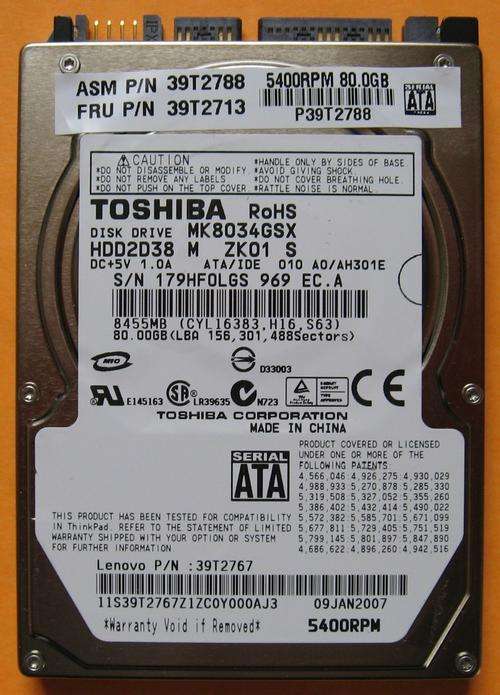 ASM P/N 39T2788
5400RPM 80.0GB
SERIAL
ATA
FRU P/N 39T2713
P39T2788
CAUTION
*DO NOT DISASSEMBLE OR MODIFY
*DO NOT REMOVE ANY LABELS
*DO NOT PUSH ON THE TOP COVER
*HANDLE ONLY BY SIDES OF BASE
*AVOID GIVING SHOCK.
*DO NOT COVER BREATHING HOLE.
*RATTLE NOISE IS NORMAL.
TOSHIBA RoHS
DISK DRIVE MK8034GSX
HDD2D38 M ZK01 S
DC+5V 1.0A ATA/IDE 010 A0/AH301E
S/N 179HF0LGS 969 EC.A
8455MB (CYL16383,H16,S63)
80.00GB(LBA 156,301,488Sectors)
D33003
E145163
LR39635
N723
CE
TOSHIBA CORPORATION
MADE IN CHINA
SERIAL
ATA
PRODUCT COVERED OR LICENSED
UNDER ONE OR MORE OF THE
FOLLOWING PATENTS
4,566,046 4,926,275 4,930,029
4,988,933 5,270,878 5,285,330
5,319,508 5,327,052 5,355,260
5,386,402 5,432,414 5,490,022
5,572,382 5,585,701 5,671,099
5,677,811 5,729,405 5,751,519
5,799,145 5,801,897 5,847,890
4,686,622 4,896,260 4,942,516
THIS PRODUCT HAS BEEN TESTED FOR COMPATIBILITY
IN ThinkPad. REFER TO THE STATEMENT OF LIMITED
WARRANTY SHIPPED WITH YOUR OPTION OR SYSTEM
FOR FURTHER INFORMATION
Lenovo P/N :39T2767
11S39T2767Z1ZC0Y000AJ3 09JAN2007
*Warranty Void if Removed* 5400RPM